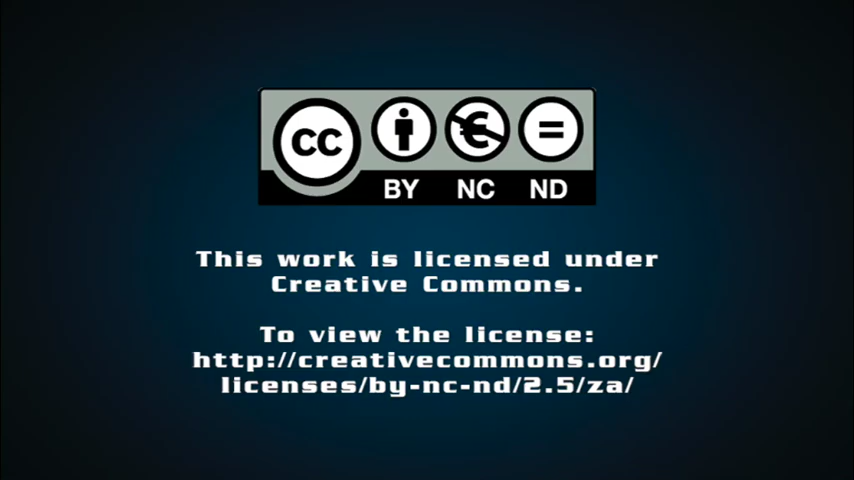 CC BY NC ND
This work is licensed under
Creative Commons.
To view the license:
http://creativecommons.org/
licenses/by-nc-nd/2.5/za/